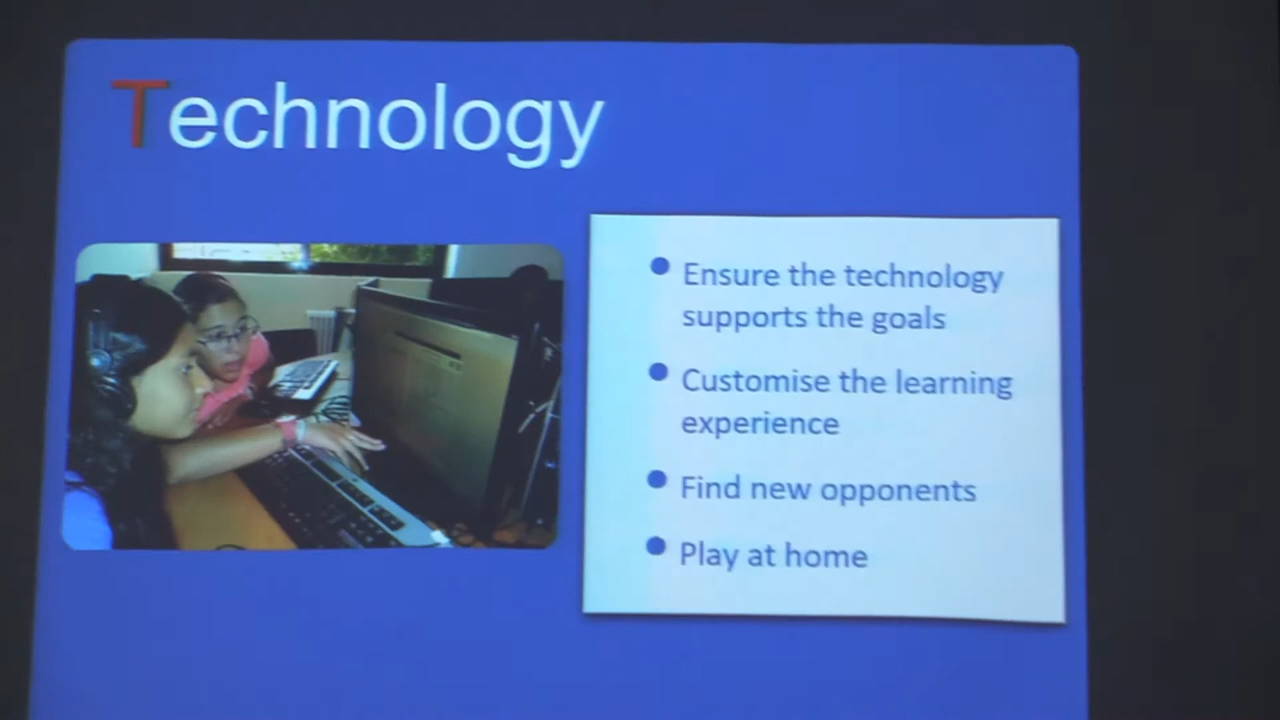 Technology
Ensure the technology
supports the goals
Customise the learning
experience
Find new opponents
Play at home